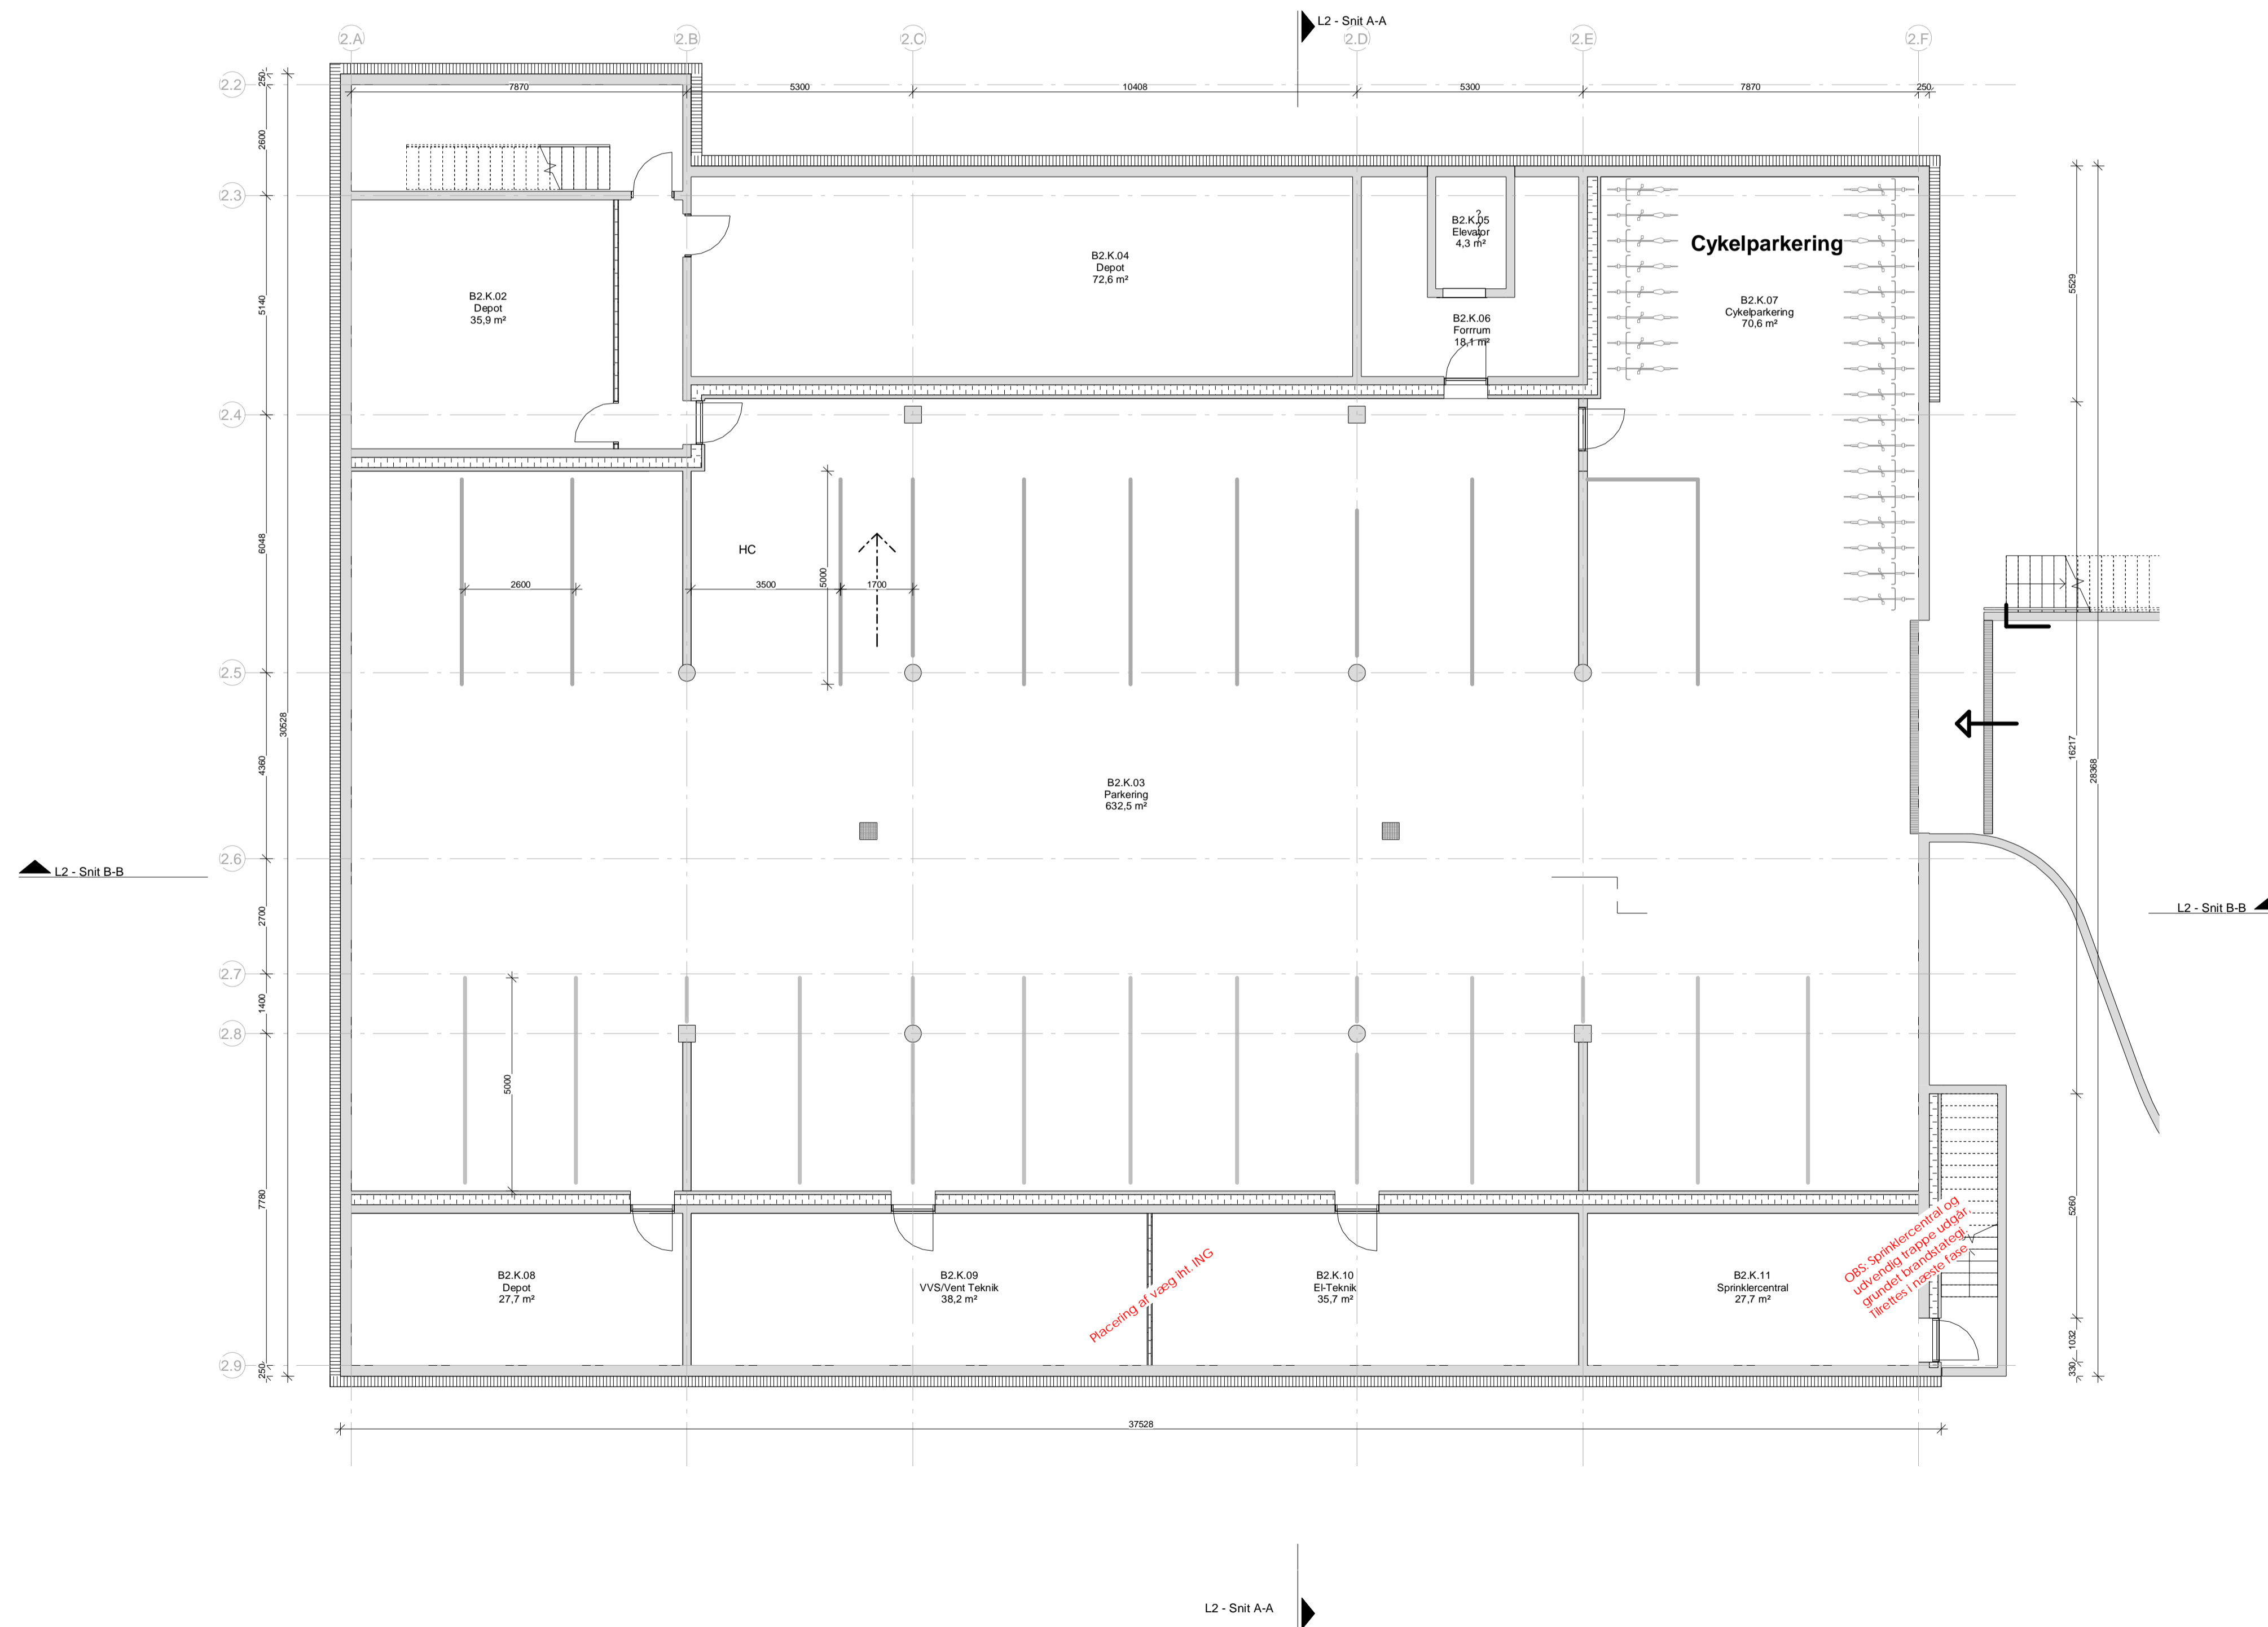 L2 - Snit A-A
2.A
2.B
2.C
2.D
2.E
2.F
2.2
2.3
2.4
2.5
2.6
2.7
2.8
2.9
7870
5300
10408
5300
7870
250
250
2600
5140
6048
4360
2700
1400
7780
250
30528
B2.K.02
Depot
35,9 m²
B2.K.04
Depot
72,6 m²
?
?
B2.K.05
Elevator
4,3 m²
B2.K.06
Forrrum
18,1 m²
Cykelparkering
B2.K.07
Cykelparkering
70,6 m²
HC
2600
3500
5000
1700
B2.K.03
Parkering
632,5 m²
5529
16217
28368
5260
1032
330
L2 - Snit B-B
L2 - Snit B-B
5000
B2.K.08
Depot
27,7 m²
B2.K.09
VVS/Vent Teknik
38,2 m²
Placering af væg iht. ING
B2.K.10
El-Teknik
35,7 m²
B2.K.11
Sprinklercentral
27,7 m²
OBS: Sprinklercentral og
udvendig trappe udgår,
grundet brandstategi.
Tilrettes i næste fase
37528
L2 - Snit A-A